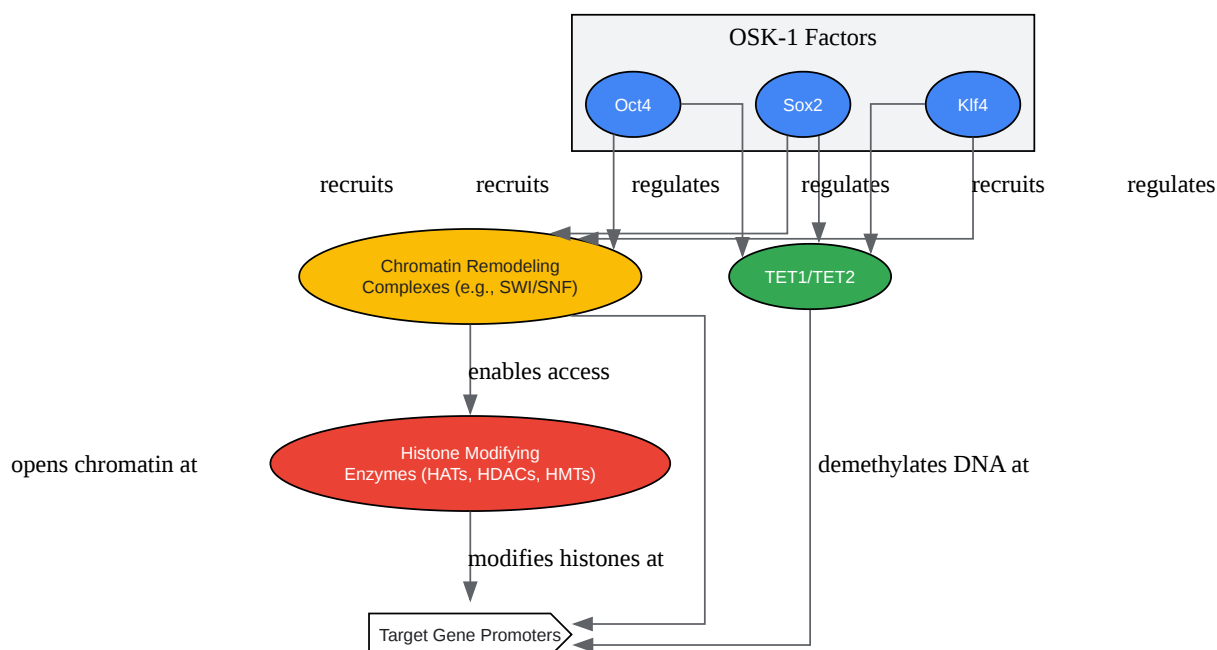 OSK-1 Factors
Oct4
Sox2
Klf4
recruits
recruits
regulates
regulates
recruits
regulates
Chromatin Remodeling
Complexes (e.g., SWI/SNF)
TET1/TET2
enables access
opens chromatin at
Histone Modifying
Enzymes (HATs, HDACs, HMTs)
demethylates DNA at
modifies histones at
Target Gene Promoters